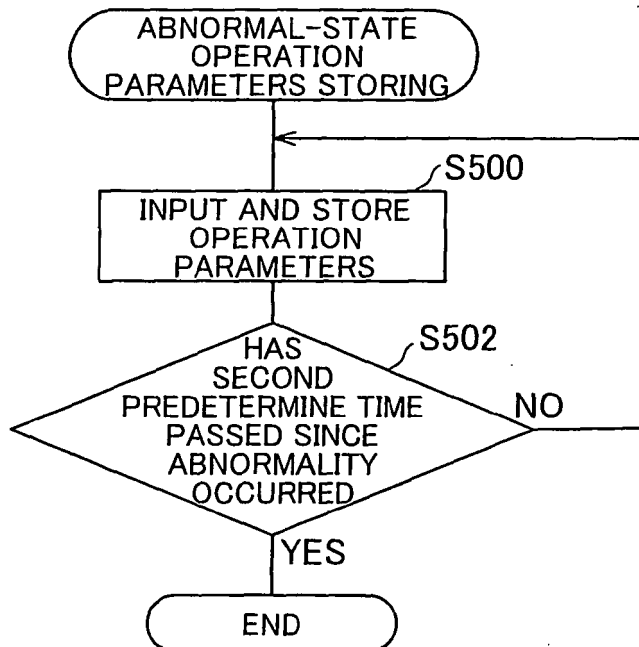 ABNORMAL-STATE
OPERATION
PARAMETERS STORING
S500
INPUT AND STORE
OPERATION
PARAMETERS
S502
HAS
SECOND
PREDETERMINE TIME
PASSED SINCE
ABNORMALITY
OCCURRED
NO
YES
END